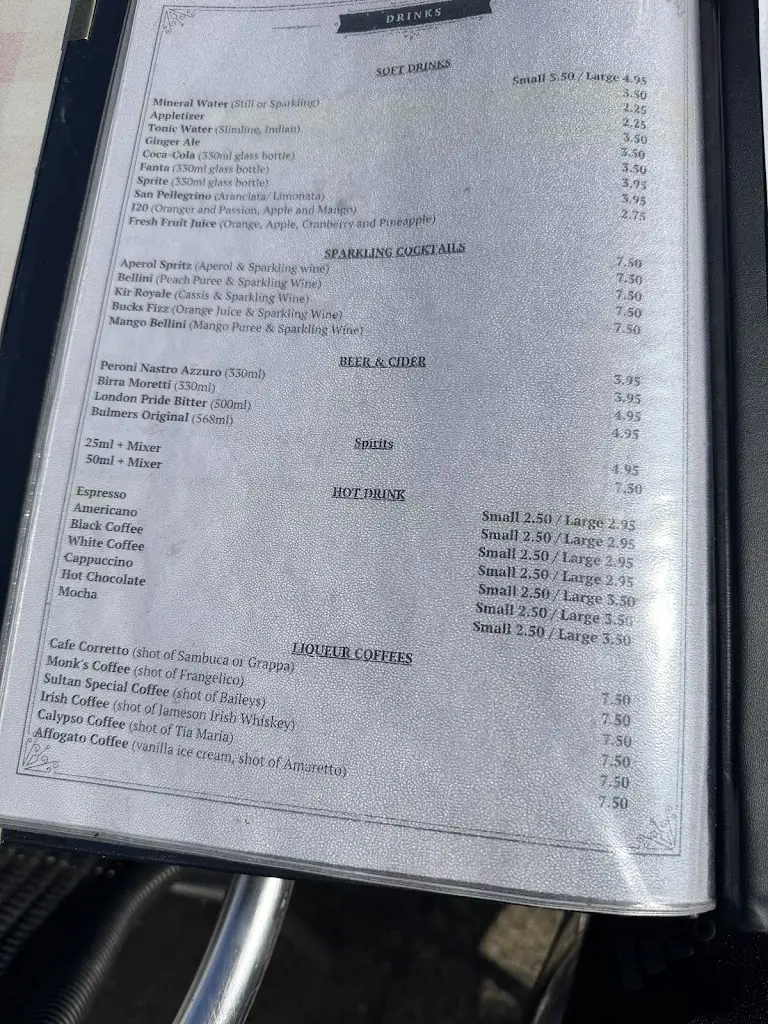 DRINKS
SOFT DRINKS
Mineral Water (Still or Sparkling) Small 3.50 / Large 4.95
Appletizer 3.50
Tonic Water (Slimline, Indian) 2.25
Ginger Ale 2.25
Coca-Cola (330ml glass bottle) 3.50
Fanta (330ml glass bottle) 3.50
Sprite (330ml glass bottle) 3.50
San Pellegrino (Aranciata/ Limonata) 3.95
J20 (Oranger and Passion, Apple and Mango) 3.95
Fresh Fruit Juice (Orange, Apple, Cranberry and Pineapple) 2.75
SPARKLING COCKTAILS
Aperol Spritz (Aperol & Sparkling wine) 7.50
Bellini (Peach Puree & Sparkling Wine) 7.50
Kir Royale (Cassis & Sparkling Wine) 7.50
Bucks Fizz (Orange Juice & Sparkling Wine) 7.50
Mango Bellini (Mango Puree & Sparkling Wine) 7.50
BEER & CIDER
Peroni Nastro Azzuro (330ml) 3.95
Birra Moretti (330ml) 3.95
London Pride Bitter (500ml) 4.95
Bulmers Original (568ml) 4.95
Spirits
25ml + Mixer 4.95
50ml + Mixer 7.50
HOT DRINK
Espresso Small 2.50 / Large 2.95
Americano Small 2.50 / Large 2.95
Black Coffee Small 2.50 / Large 2.95
White Coffee Small 2.50 / Large 2.95
Cappuccino Small 2.50 / Large 3.50
Hot Chocolate Small 2.50 / Large 3.50
Mocha Small 2.50 / Large 3.50
LIQUEUR COFFEES
Cafe Corretto (shot of Sambuca or Grappa) 7.50
Monk's Coffee (shot of Frangelico) 7.50
Sultan Special Coffee (shot of Baileys) 7.50
Irish Coffee (shot of Jameson Irish Whiskey) 7.50
Calypso Coffee (shot of Tia Maria) 7.50
Affogato Coffee (vanilla ice cream, shot of Amaretto) 7.50